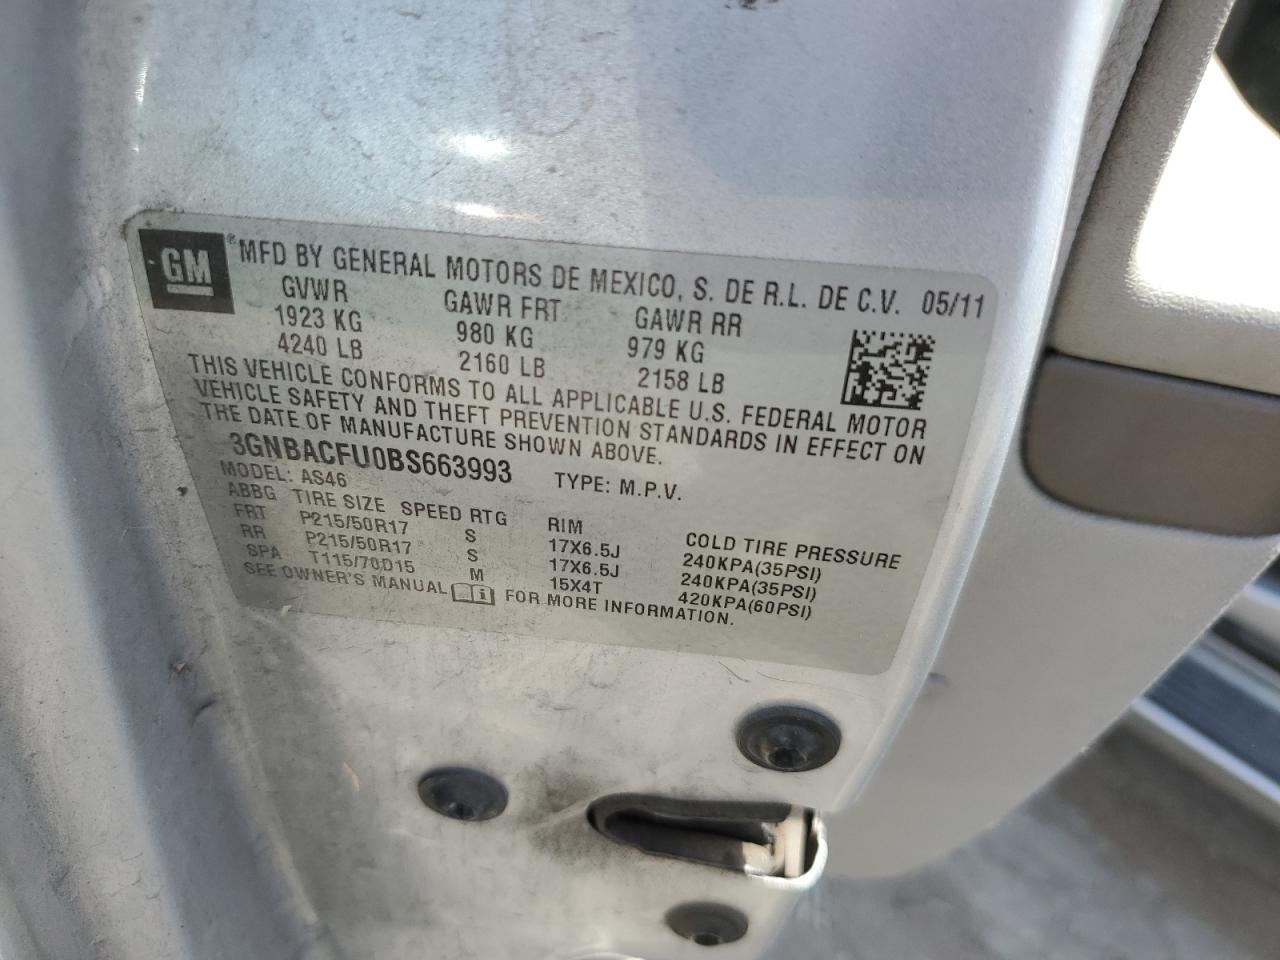 GM ® MFD BY GENERAL MOTORS DE MEXICO, S. DE R.L. DE C.V. 05/11
GVWR GAWR FRT GAWR RR
1923 KG 980 KG 979 KG
4240 LB 2160 LB 2158 LB
THIS VEHICLE CONFORMS TO ALL APPLICABLE U.S. FEDERAL MOTOR
VEHICLE SAFETY AND THEFT PREVENTION STANDARDS IN EFFECT ON
THE DATE OF MANUFACTURE SHOWN ABOVE.
3GNBACFU0BS663993 TYPE: M.P.V.
MODEL: AS46
ABBG TIRE SIZE SPEED RTG RIM COLD TIRE PRESSURE
FRT P215/50R17 S 17X6.5J 240KPA(35PSI)
RR P215/50R17 S 17X6.5J 240KPA(35PSI)
SPA T115/70D15 M 15X4T 420KPA(60PSI)
SEE OWNER'S MANUAL FOR MORE INFORMATION.